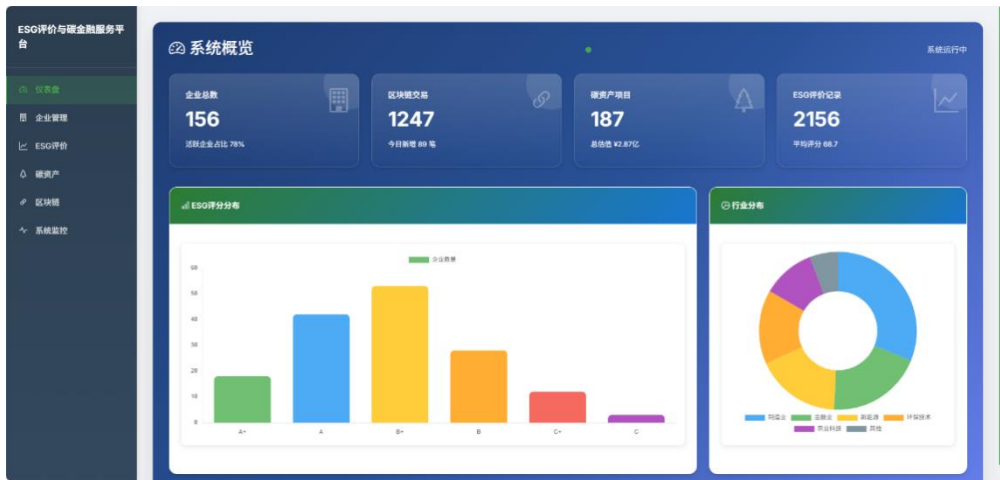 ESG评价与碳金融服务平
台
仪表盘
企业管理
ESG评价
碳资产
区块链
系统监控
系统概览
系统运行中
企业总数
156
活跃企业占比 78%
区块链交易
1247
今日新增 89 笔
碳资产项目
187
总估值 ¥2.87亿
ESG评价记录
2156
平均评分 68.7
ESG评分分布
企业数量
60
50
40
30
20
10
0
A+ A B+ B C+ C
行业分布
制造业 金融业 新能源 环保技术
农业科技 其他